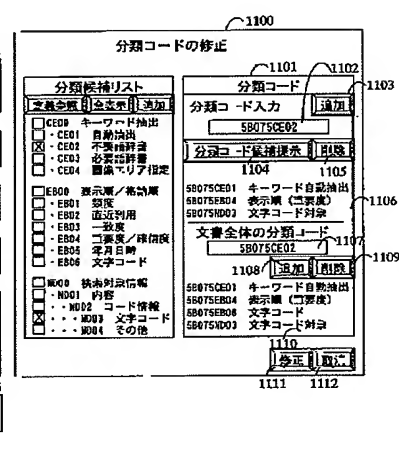 1100
分類コードの修正
分類候補リスト
定義参照 全表示 追加
CE00 キーワード抽出
・CE01 自動抽出
・CE02 不要語辞書
・CE03 必要語辞書
・CE04 画像エリア指定
EB00 表示順/格納順
・EB01 頻度
・EB02 直近利用
・EB03 一致度
・EB04 重要度/確信度
・EB05 年月日時
・EB06 文字コード
ND00 検索対象情報
・ND01 内容
・・ND02 コード情報
・・・ND03 文字コード
・・・ND04 その他
1101
分類コード
1102
1103
分類コード入力 追加
5B075CE02
分類コード候補提示 削除
1104
1105
5B075CE01 キーワード自動抽出
1106
5B075EB04 表示順(重要度)
5B075ND03 文字コード対象
文書全体の分類コード
1107
5B075CE02
1108
追加 削除
1109
5B075CE01 キーワード自動抽出
5B075EB04 表示順(重要度)
5B075EB06 文字コード
5B075ND03 文字コード対象
1110
修正 取消
1111
1112